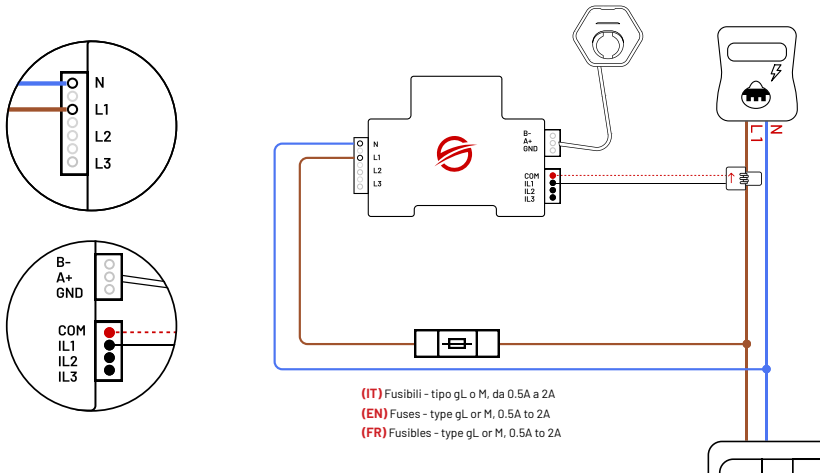 N
L1
L2
L3
B-
A+
GND
COM
IL1
IL2
IL3
N
L1
L2
L3
B-
A+
GND
COM
IL1
IL2
IL3
L1
N
(IT) Fusibili - tipo gL o M, da 0.5A a 2A
(EN) Fuses - type gL or M, 0.5A to 2A
(FR) Fusibles - type gL or M, 0.5A to 2A